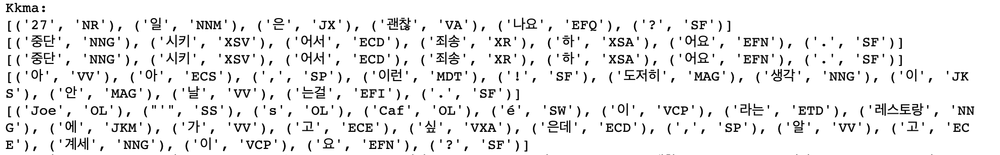 Kkma:
[('27', 'NR'), ('일', 'NNM'), ('은', 'JX'), ('괜찮', 'VA'), ('나요', 'EFQ'), ('?', 'SF')]
[('중단', 'NNG'), ('시키', 'XSV'), ('어서', 'ECD'), ('죄송', 'XR'), ('하', 'XSA'), ('어요', 'EFN'), ('.', 'SF')]
[('중단', 'NNG'), ('시키', 'XSV'), ('어서', 'ECD'), ('죄송', 'XR'), ('하', 'XSA'), ('어요', 'EFN'), ('.', 'SF')]
[('아', 'VV'), ('아', 'ECS'), (',', 'SP'), ('이런', 'MDT'), ('!', 'SF'), ('도저히', 'MAG'), ('생각', 'NNG'), ('이', 'JK
S'), ('안', 'MAG'), ('날', 'VV'), ('는걸', 'EFI'), ('.', 'SF')]
[('Joe', 'OL'), ("'", 'SS'), ('s', 'OL'), ('Caf', 'OL'), ('é', 'SW'), ('이', 'VCP'), ('라는', 'ETD'), ('레스토랑', 'NN
G'), ('에', 'JKM'), ('가', 'VV'), ('고', 'ECE'), ('싶', 'VXA'), ('은데', 'ECD'), (',', 'SP'), ('알', 'VV'), ('고', 'EC
E'), ('계세', 'NNG'), ('이', 'VCP'), ('요', 'EFN'), ('?', 'SF')]